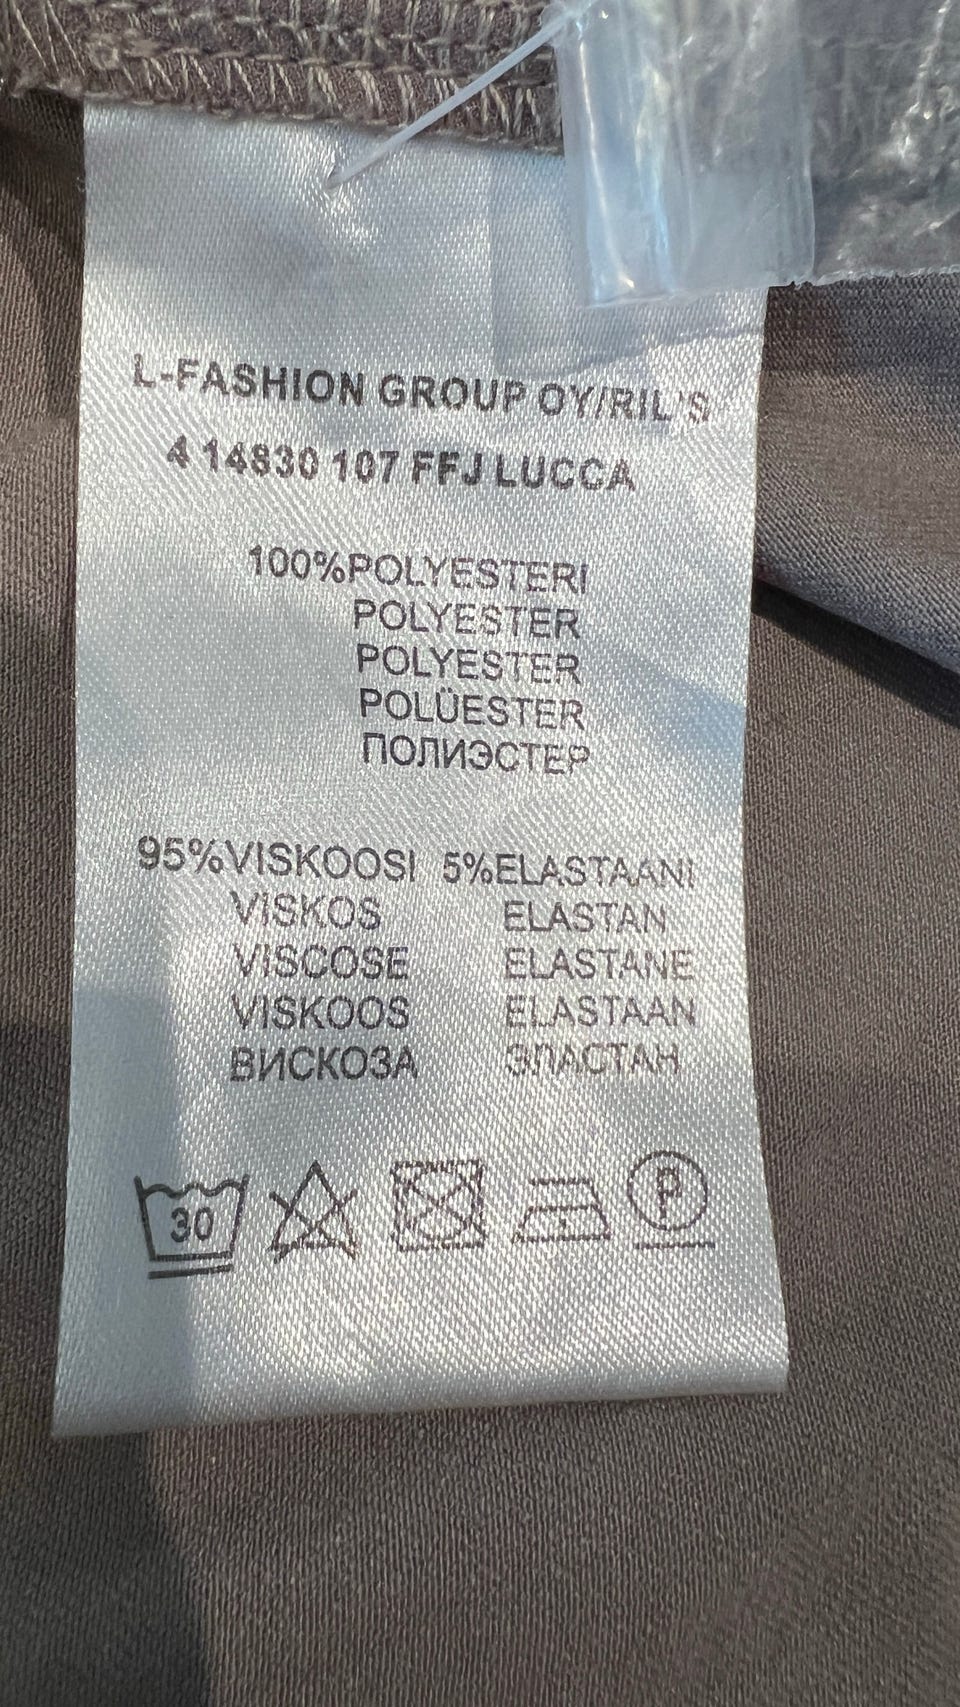 L-FASHION GROUP OY/RIL'S
4 14830 107 FFJ LUCCA
100%POLYESTERI
POLYESTER
POLYESTER
POLÜESTER
ПОЛИЭСТЕР
95%VISKOOSI 5%ELASTAANI
VISKOS ELASTAN
VISCOSE ELASTANE
VISKOOS ELASTAAN
ВИСКОЗА ЭЛАСТАН
30 P